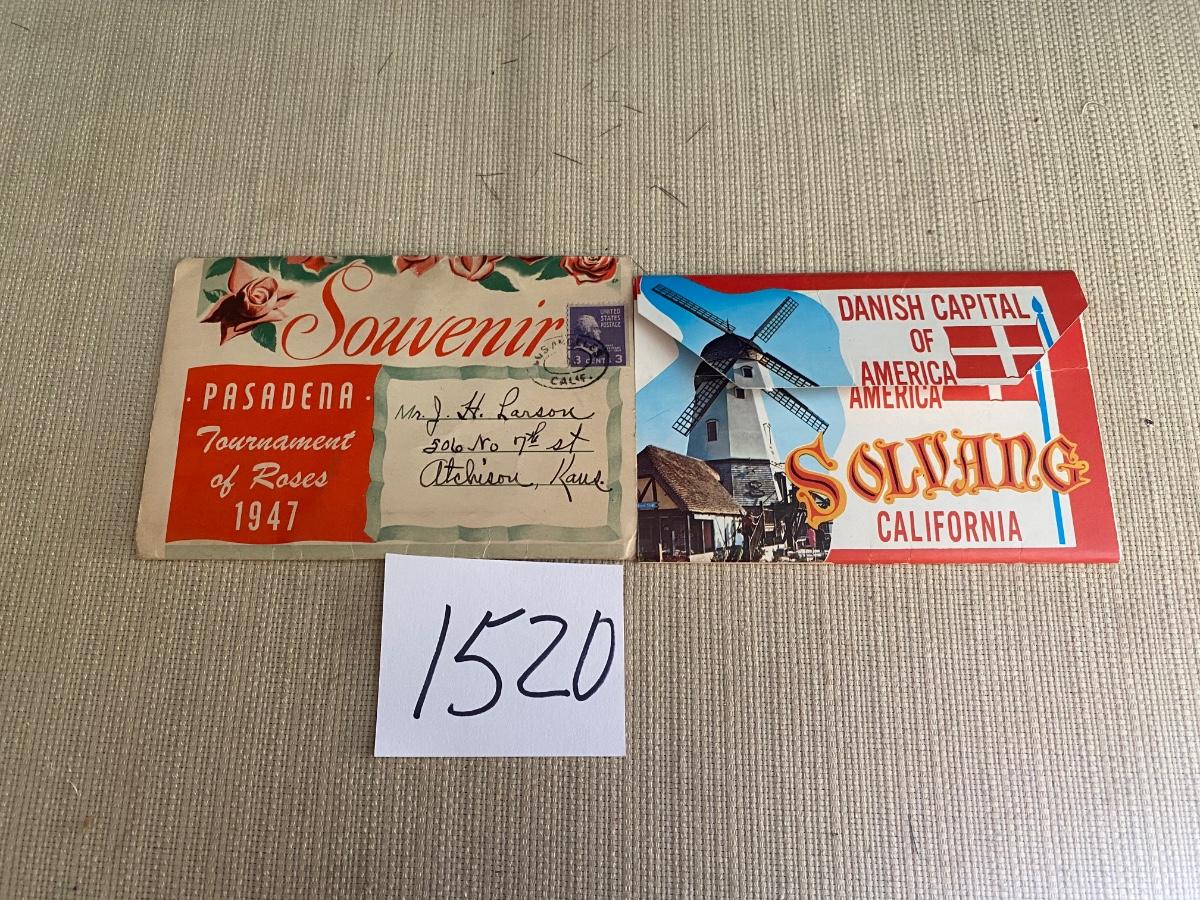 Souvenir
UNITED
STATES
POSTAGE
3 CENTS 3
CALIF.
· PASADENA ·
Tournament
of Roses
1947
Mr. J. H. Larson
506 No 7th st
Atchison, Kans.
DANISH CAPITAL
OF
AMERICA
AMERICA
SOLVANG
CALIFORNIA
1520